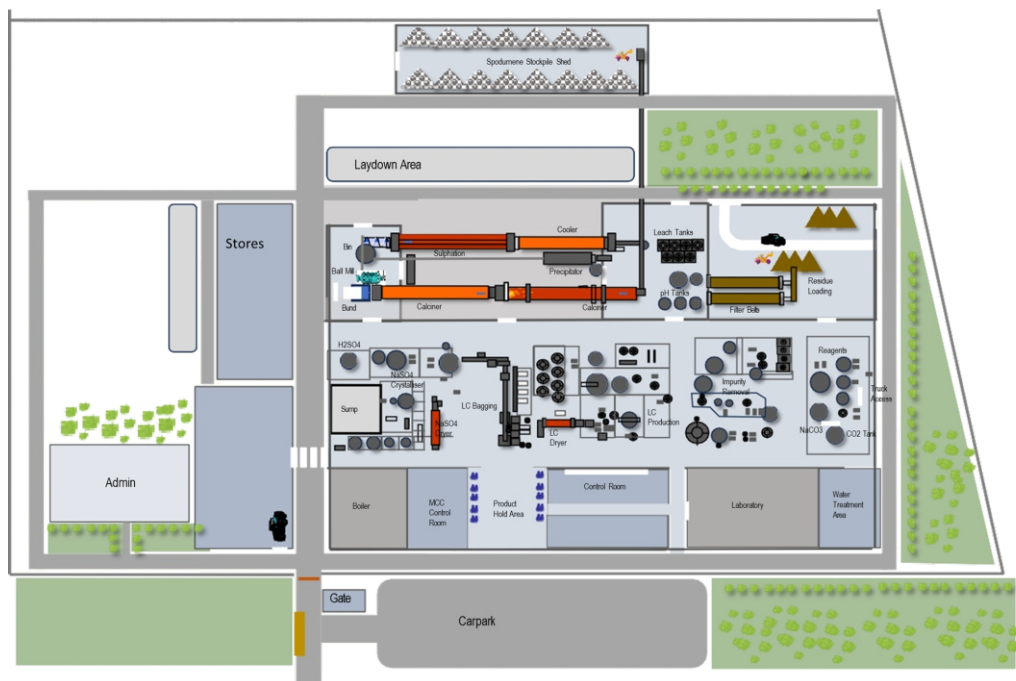 Spodumene Stockpile Shed
Laydown Area
Stores
Bin
Cooler
Leach Tanks
Sulphation
Ball Mill
Precipitator
Residue
Loading
pH Tanks
Bund
Calciner
Calciner
Filter Belts
H2SO4
NaSO4
Crystaliser
Reagents
Impurity
Removal
Truck
Access
Sump
LC Bagging
NaSO4
Dryer
LC
Production
LC
Dryer
NaCO3
CO2 Tank
Admin
Boiler
MCC
Control
Room
Product
Hold Area
Control Room
Laboratory
Water
Treatment
Area
Gate
Carpark